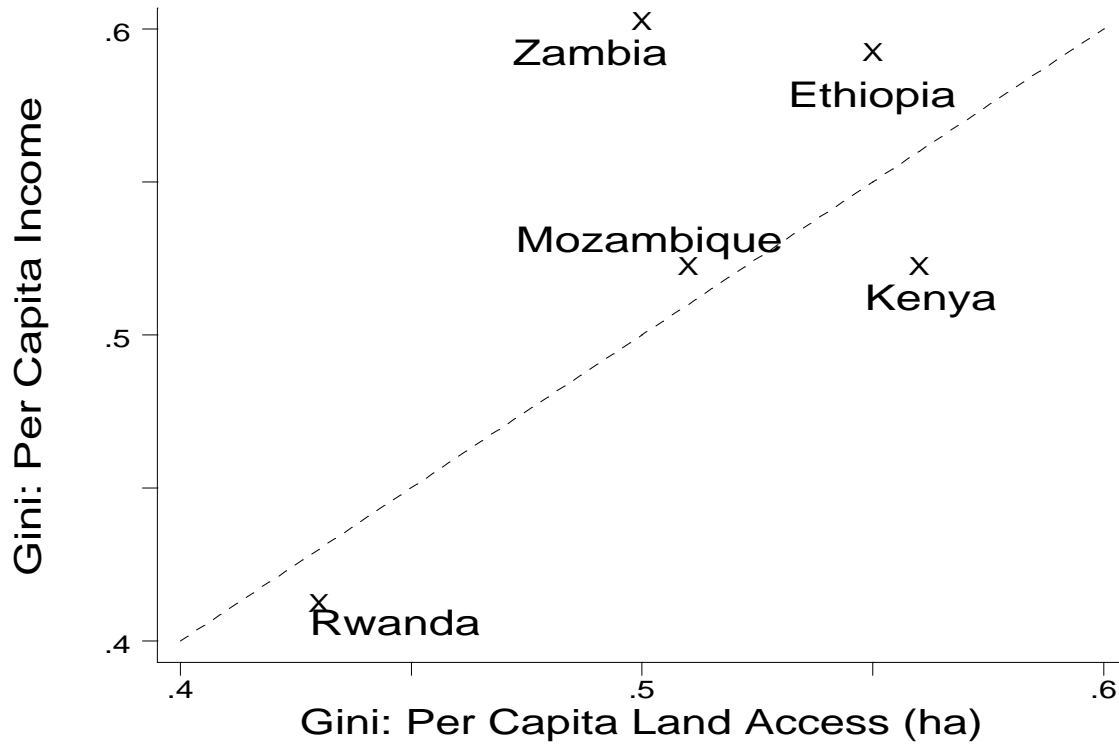 Gini: Per Capita Income
.6
.5
.4
x
Zambia
x
Ethiopia
Mozambique
x
x
Kenya
x
Rwanda
.4
.5
.6
Gini: Per Capita Land Access (ha)